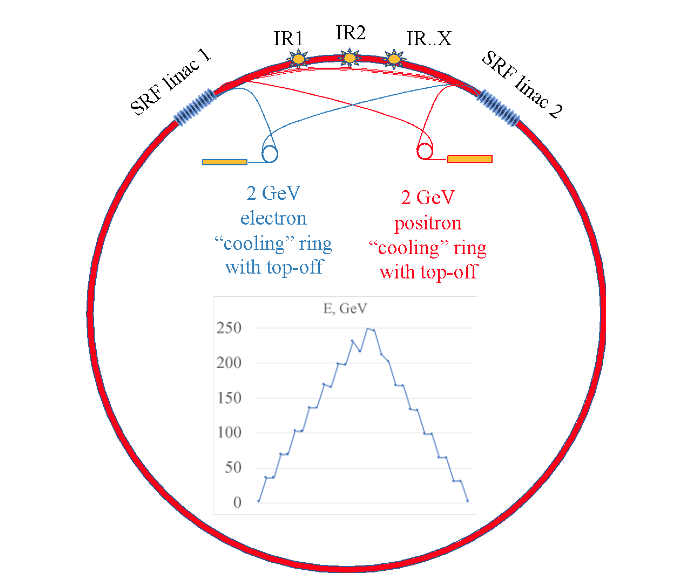 IR1
IR2
IR..X
SRF linac 1
SRF linac 2
2 GeV
electron
“cooling” ring
with top-off
2 GeV
positron
“cooling” ring
with top-off
E, GeV
250
200
150
100
50
0